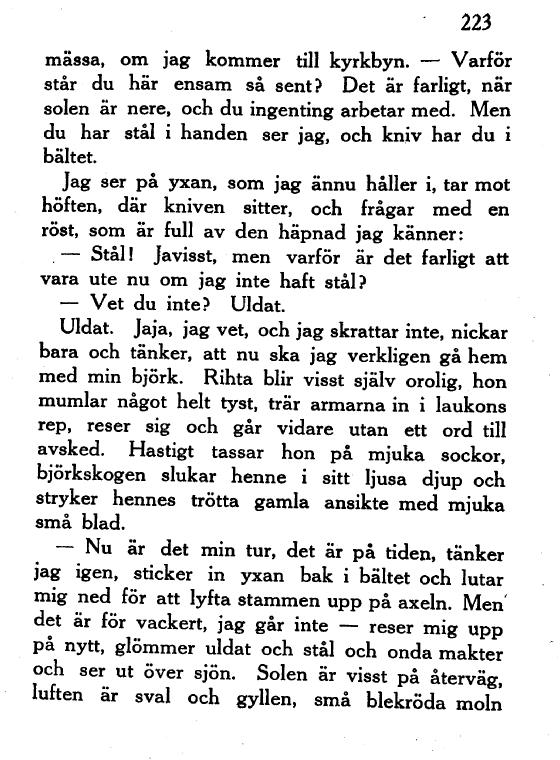 223
mässa, om jag kommer till kyrkbyn. — Varför
står du här ensam så sent? Det är farligt, när
solen är nere, och du ingenting arbetar med. Men
du har stål i handen ser jag, och kniv har du i
bältet.
Jag ser på yxan, som jag ännu håller i, tar mot
höften, där kniven sitter, och frågar med en
röst, som är full av den häpnad jag känner:
— Stål! Javisst, men varför är det farligt att
vara ute nu om jag inte haft stål?
— Vet du inte? Uldat.
Uldat. Jaja, jag vet, och jag skrattar inte, nickar
bara och tänker, att nu ska jag verkligen gå hem
med min björk. Rihta blir visst själv orolig, hon
mumlar något helt tyst, trär armarna in i laukons
rep, reser sig och går vidare utan ett ord till
avsked. Hastigt tassar hon på mjuka sockor,
björkskogen slukar henne i sitt ljusa djup och
stryker hennes trötta gamla ansikte med mjuka
små blad.
— Nu är det min tur, det är på tiden, tänker
jag igen, sticker in yxan bak i bältet och lutar
mig ned för att lyfta stammen upp på axeln. Men
det är för vackert, jag går inte — reser mig upp
på nytt, glömmer uldat och stål och onda makter
och ser ut över sjön. Solen är visst på återväg,
luften är sval och gyllen, små blekröda moln